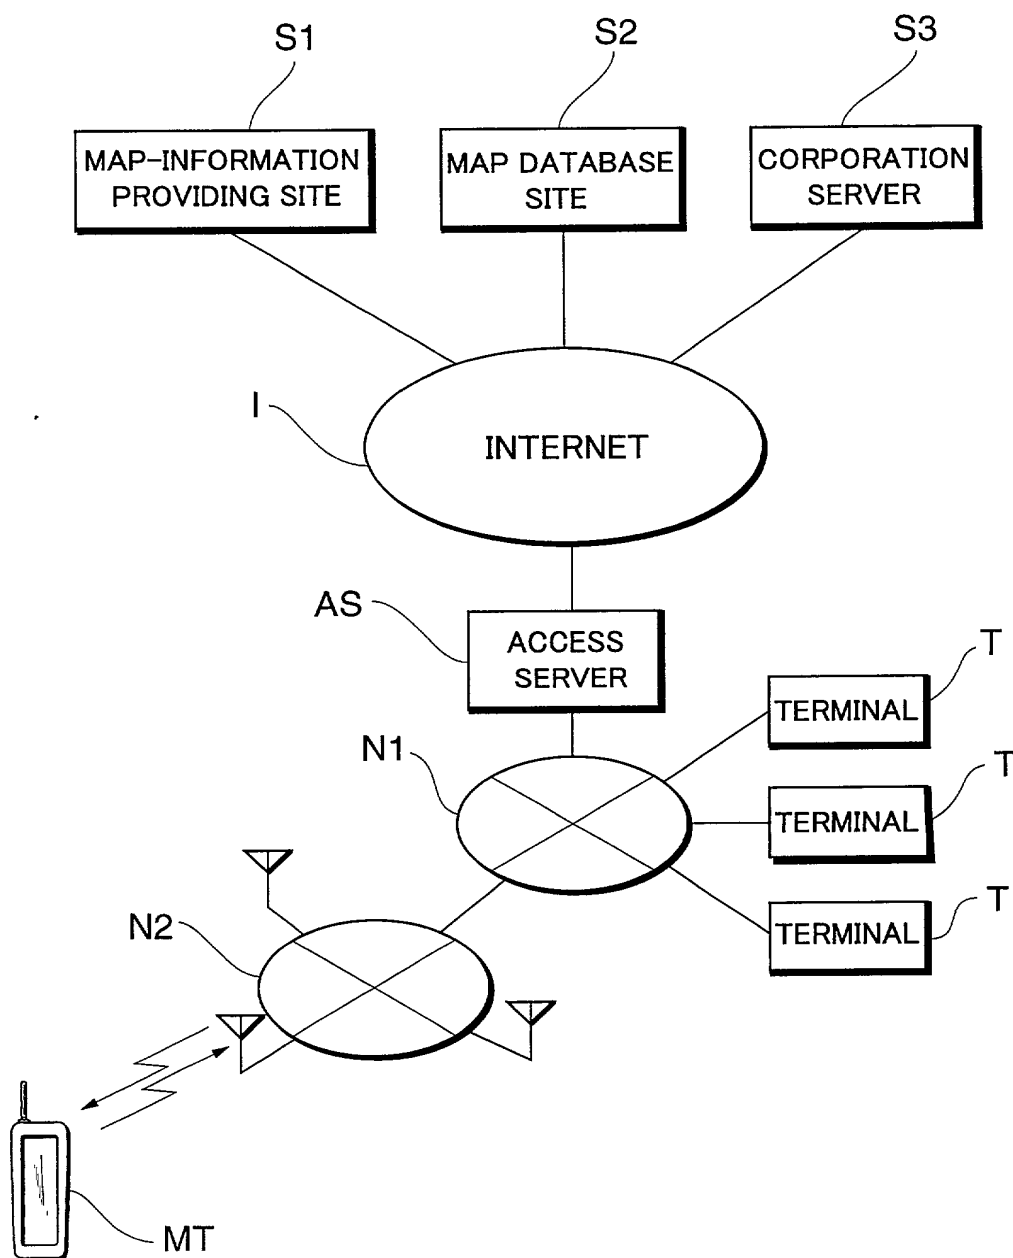 S1
S2
S3
MAP-INFORMATION
PROVIDING SITE
MAP DATABASE
SITE
CORPORATION
SERVER
I
INTERNET
AS
ACCESS
SERVER
T
TERMINAL
N1
T
TERMINAL
T
TERMINAL
N2
MT